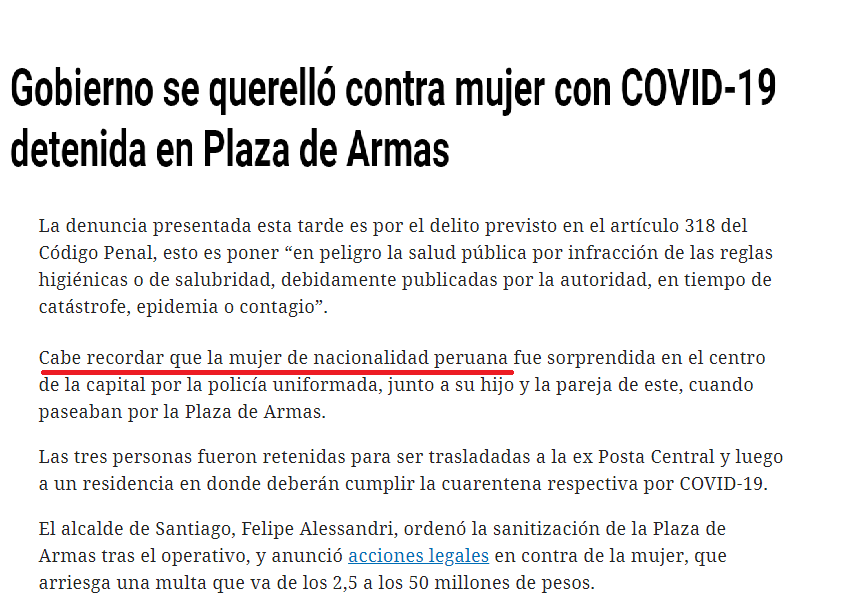 Gobierno se querelló contra mujer con COVID-19
detenida en Plaza de Armas
La denuncia presentada esta tarde es por el delito previsto en el artículo 318 del
Código Penal, esto es poner “en peligro la salud pública por infracción de las reglas
higiénicas o de salubridad, debidamente publicadas por la autoridad, en tiempo de
catástrofe, epidemia o contagio”.
Cabe recordar que la mujer de nacionalidad peruana fue sorprendida en el centro
de la capital por la policía uniformada, junto a su hijo y la pareja de este, cuando
paseaban por la Plaza de Armas.
Las tres personas fueron retenidas para ser trasladadas a la ex Posta Central y luego
a un residencia en donde deberán cumplir la cuarentena respectiva por COVID-19.
El alcalde de Santiago, Felipe Alessandri, ordenó la sanitización de la Plaza de
Armas tras el operativo, y anunció acciones legales en contra de la mujer, que
arriesga una multa que va de los 2,5 a los 50 millones de pesos.